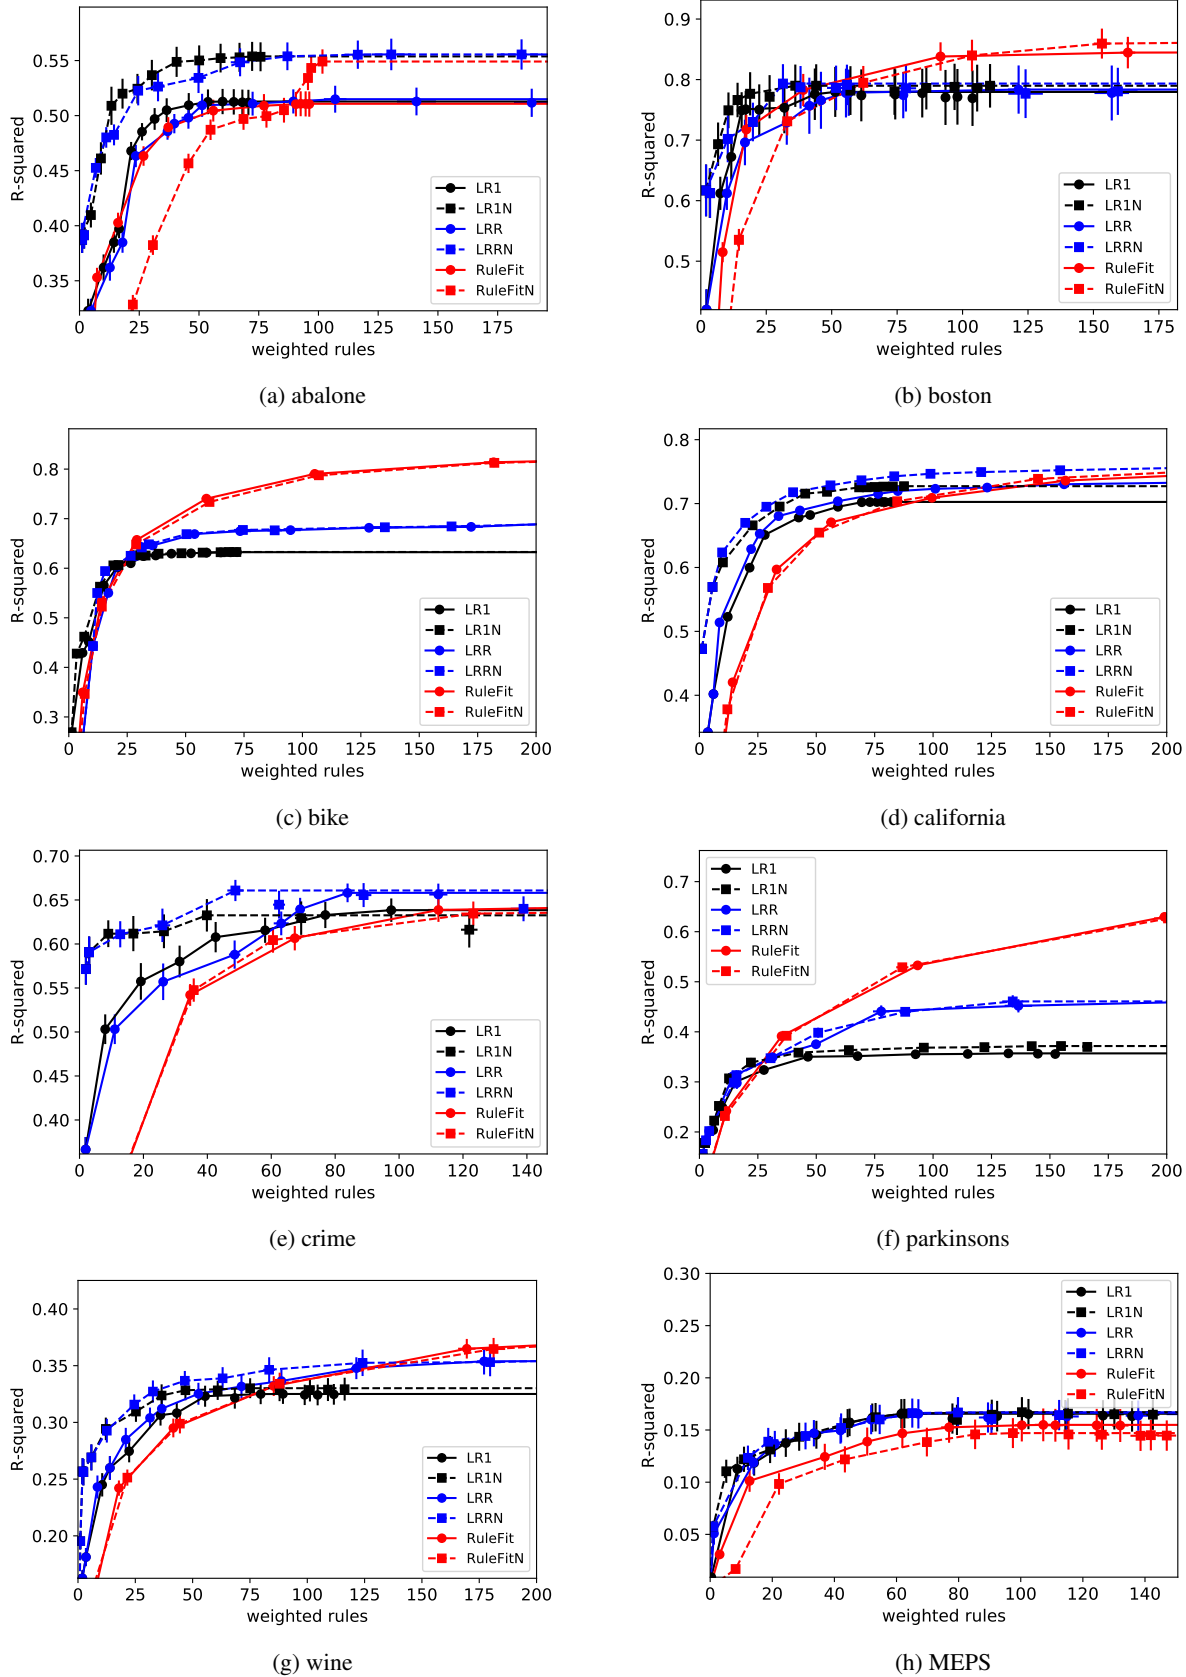 0.55
0.50
0.45
0.40
0.35
R-squared
0 25 50 75 100 125 150 175
weighted rules
LR1
LR1N
LRR
LRRN
RuleFit
RuleFitN
(a) abalone
0.9
0.8
0.7
0.6
0.5
R-squared
0 25 50 75 100 125 150 175
weighted rules
LR1
LR1N
LRR
LRRN
RuleFit
RuleFitN
(b) boston
0.8
0.7
0.6
0.5
0.4
0.3
R-squared
0 25 50 75 100 125 150 175 200
weighted rules
LR1
LR1N
LRR
LRRN
RuleFit
RuleFitN
(c) bike
0.8
0.7
0.6
0.5
0.4
R-squared
0 25 50 75 100 125 150 175 200
weighted rules
LR1
LR1N
LRR
LRRN
RuleFit
RuleFitN
(d) california
0.70
0.65
0.60
0.55
0.50
0.45
0.40
R-squared
0 20 40 60 80 100 120 140
weighted rules
LR1
LR1N
LRR
LRRN
RuleFit
RuleFitN
(e) crime
0.7
0.6
0.5
0.4
0.3
0.2
R-squared
0 25 50 75 100 125 150 175 200
weighted rules
LR1
LR1N
LRR
LRRN
RuleFit
RuleFitN
(f) parkinsons
0.40
0.35
0.30
0.25
0.20
R-squared
0 25 50 75 100 125 150 175 200
weighted rules
LR1
LR1N
LRR
LRRN
RuleFit
RuleFitN
(g) wine
0.30
0.25
0.20
0.15
0.10
0.05
R-squared
0 20 40 60 80 100 120 140
weighted rules
LR1
LR1N
LRR
LRRN
RuleFit
RuleFitN
(h) MEPS